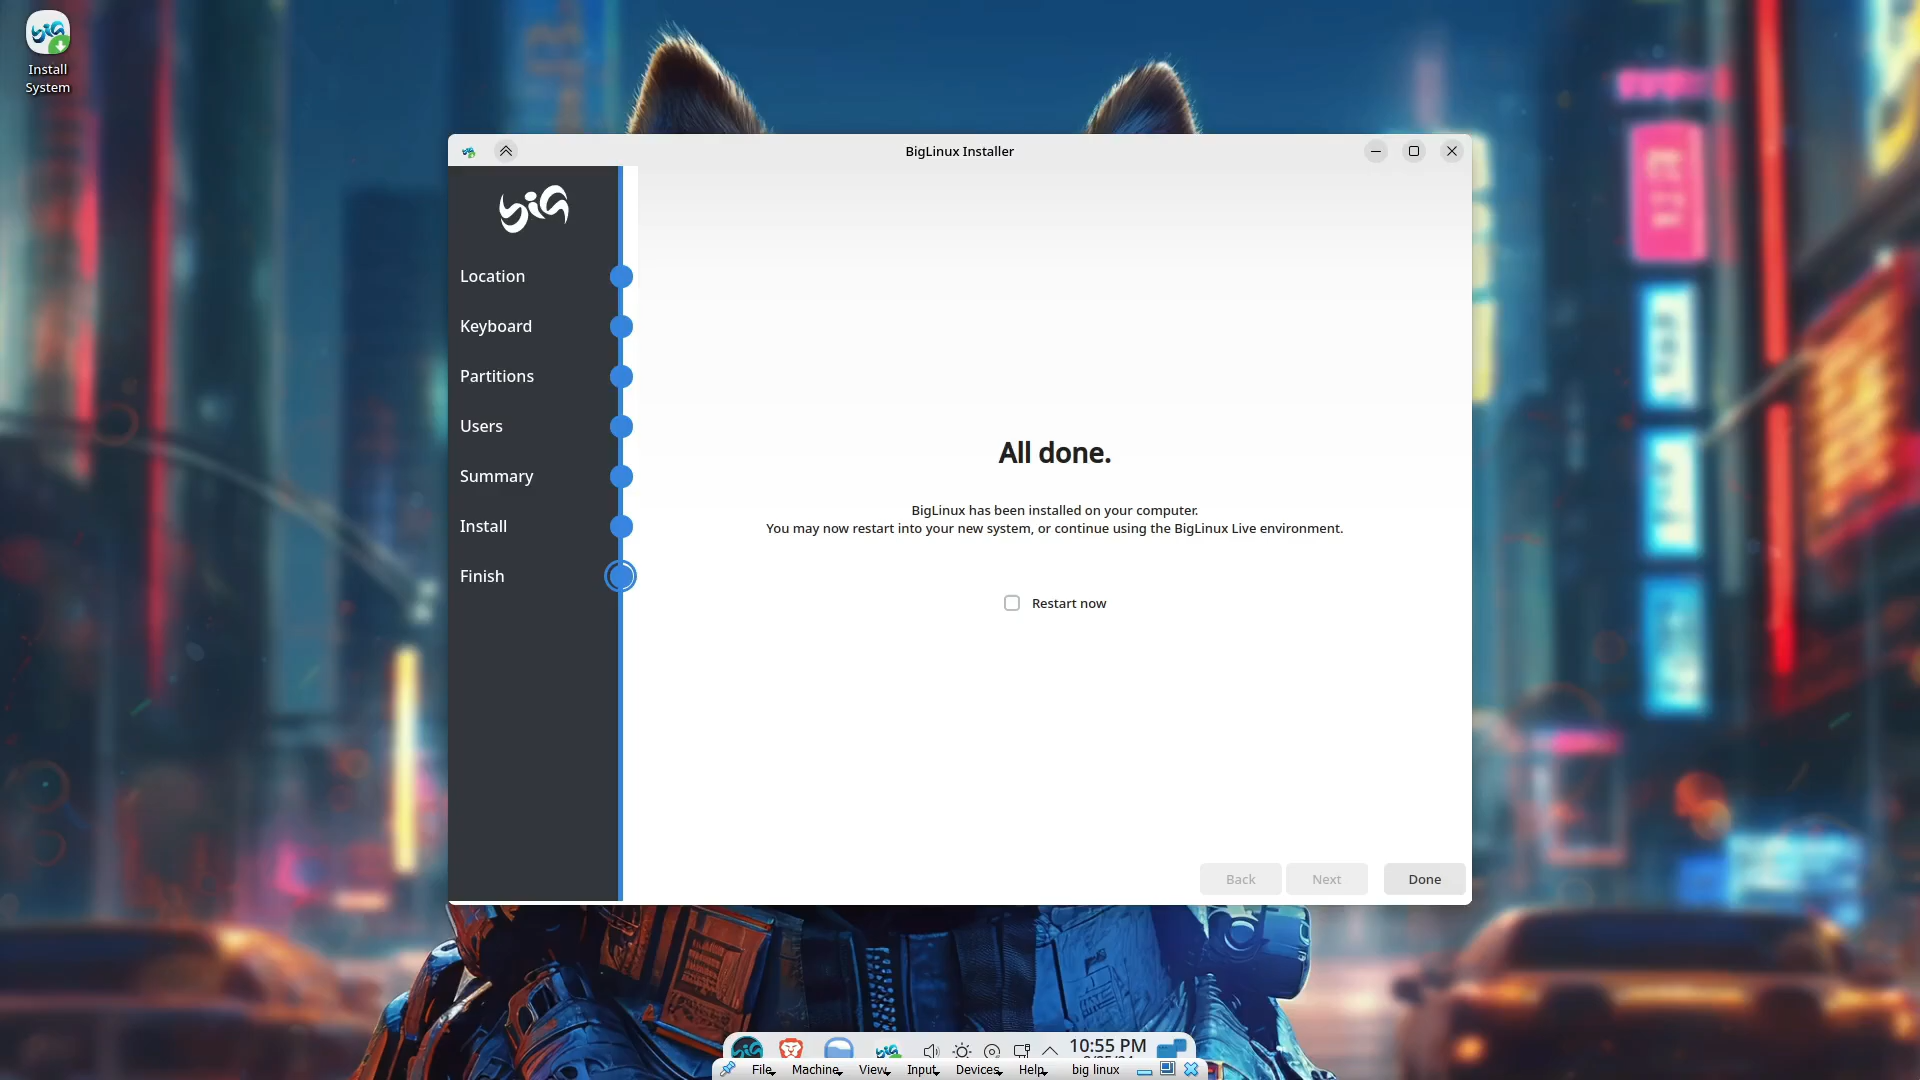 Install
System
BigLinux Installer
big
Location
Keyboard
Partitions
Users
Summary
Install
Finish
All done.
BigLinux has been installed on your computer.
You may now restart into your new system, or continue using the BigLinux Live environment.
Restart now
Back
Next
Done
10:55 PM
File
Machine
View
Input
Devices
Help
big linux